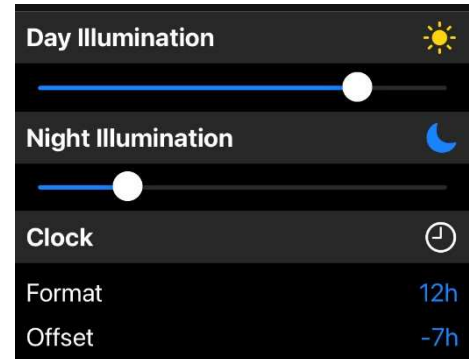 Day Illumination
Night Illumination
Clock
Format 12h
Offset -7h